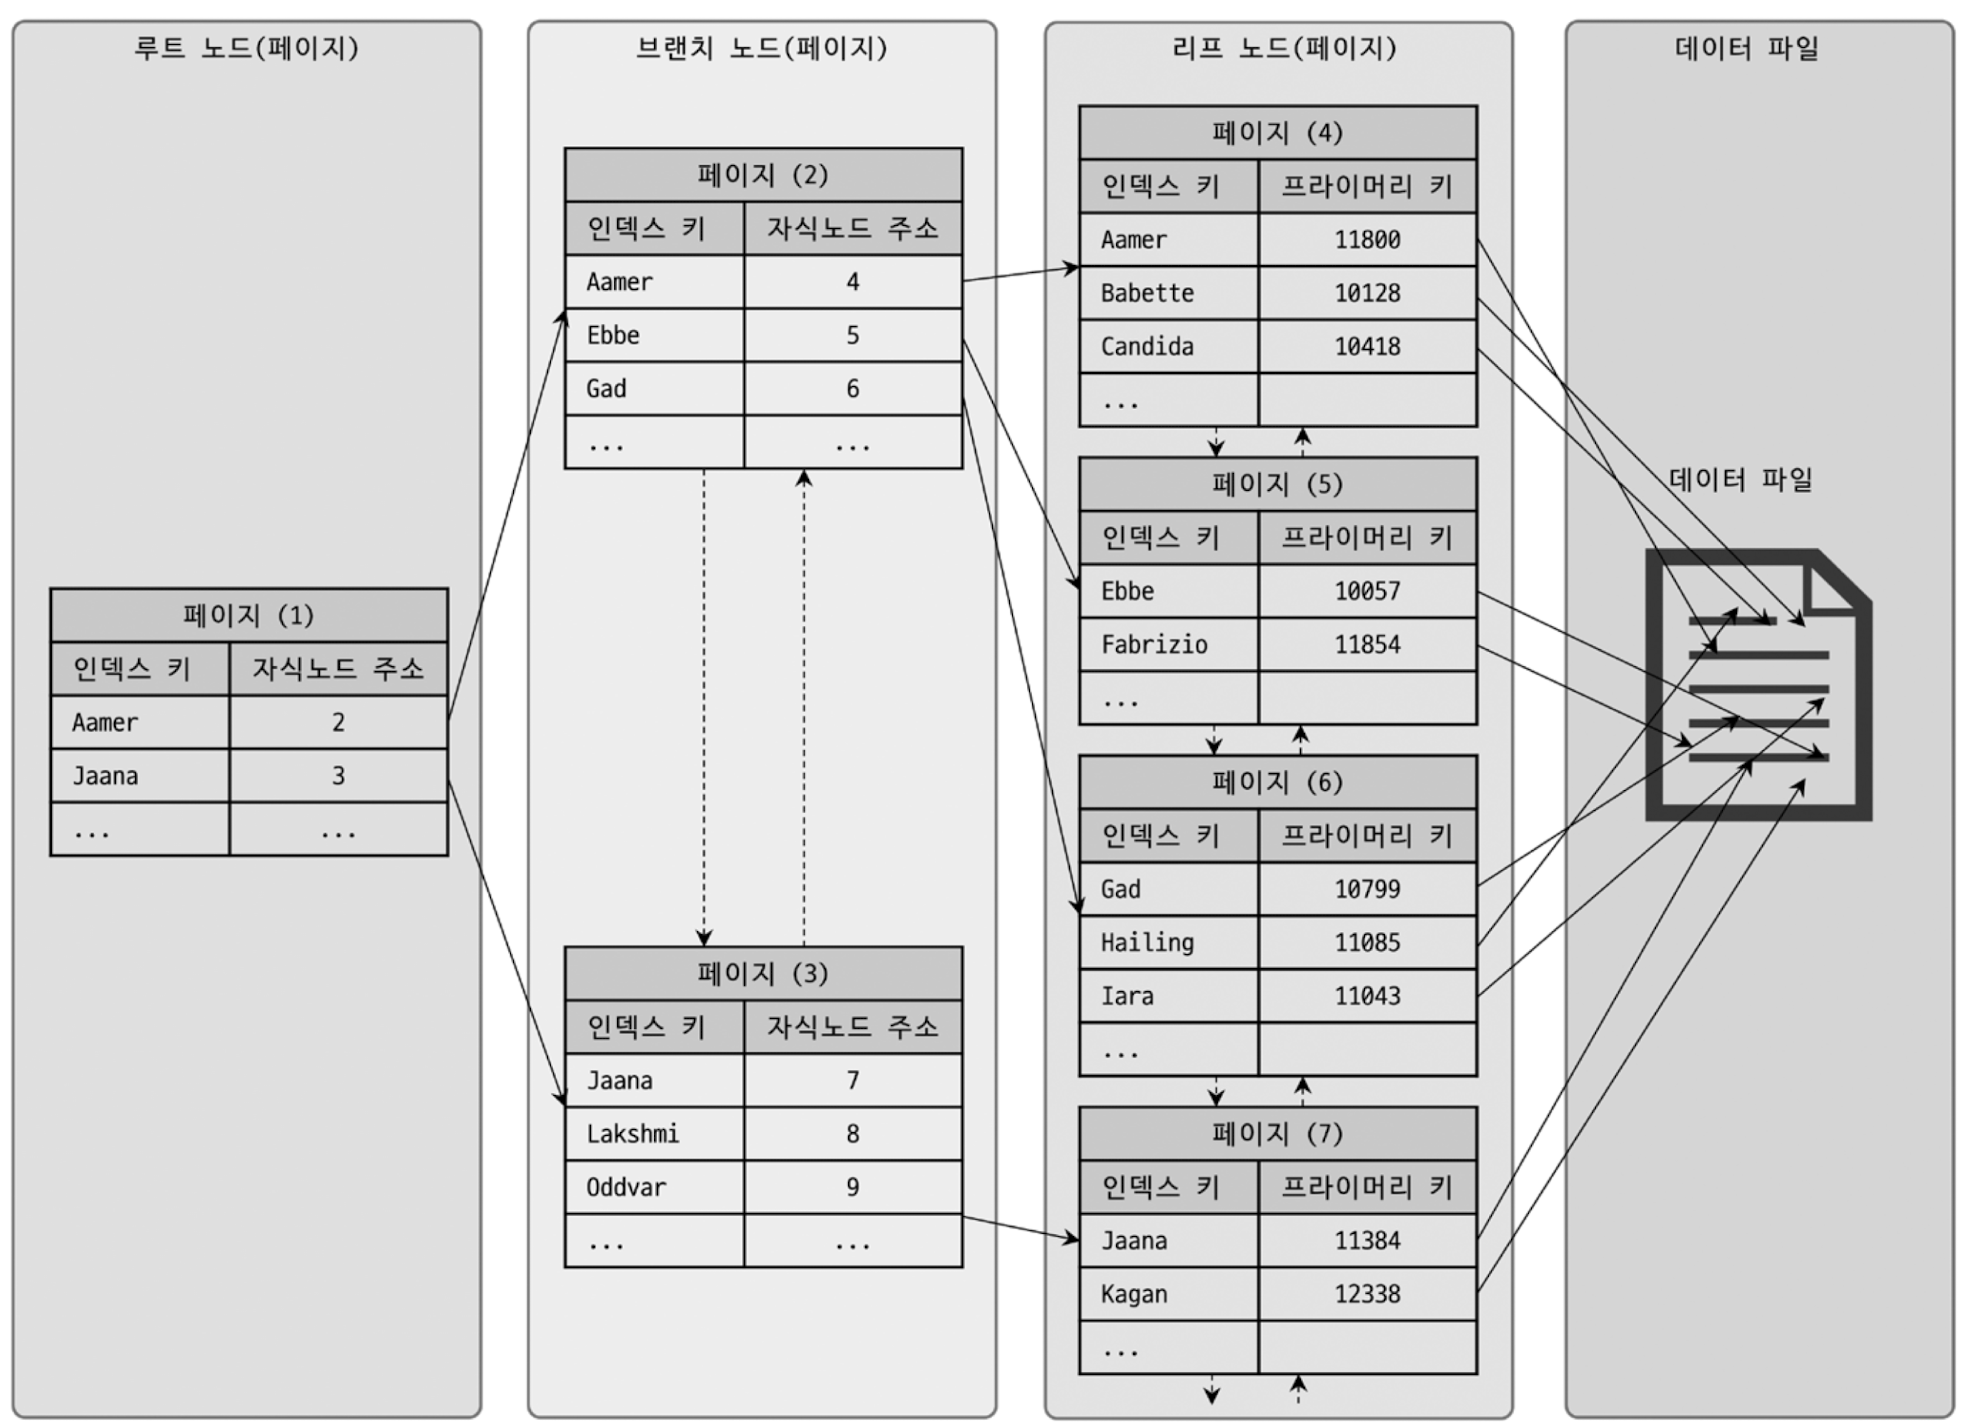 루트 노드(페이지)
페이지 (1)
인덱스 키 자식노드 주소
Aamer 2
Jaana 3
... ...
브랜치 노드(페이지)
페이지 (2)
인덱스 키 자식노드 주소
Aamer 4
Ebbe 5
Gad 6
... ...
페이지 (3)
인덱스 키 자식노드 주소
Jaana 7
Lakshmi 8
Oddvar 9
... ...
리프 노드(페이지)
페이지 (4)
인덱스 키 프라이머리 키
Aamer 11800
Babette 10128
Candida 10418
...
페이지 (5)
인덱스 키 프라이머리 키
Ebbe 10057
Fabrizio 11854
...
페이지 (6)
인덱스 키 프라이머리 키
Gad 10799
Hailing 11085
Iara 11043
...
페이지 (7)
인덱스 키 프라이머리 키
Jaana 11384
Kagan 12338
...
데이터 파일
데이터 파일